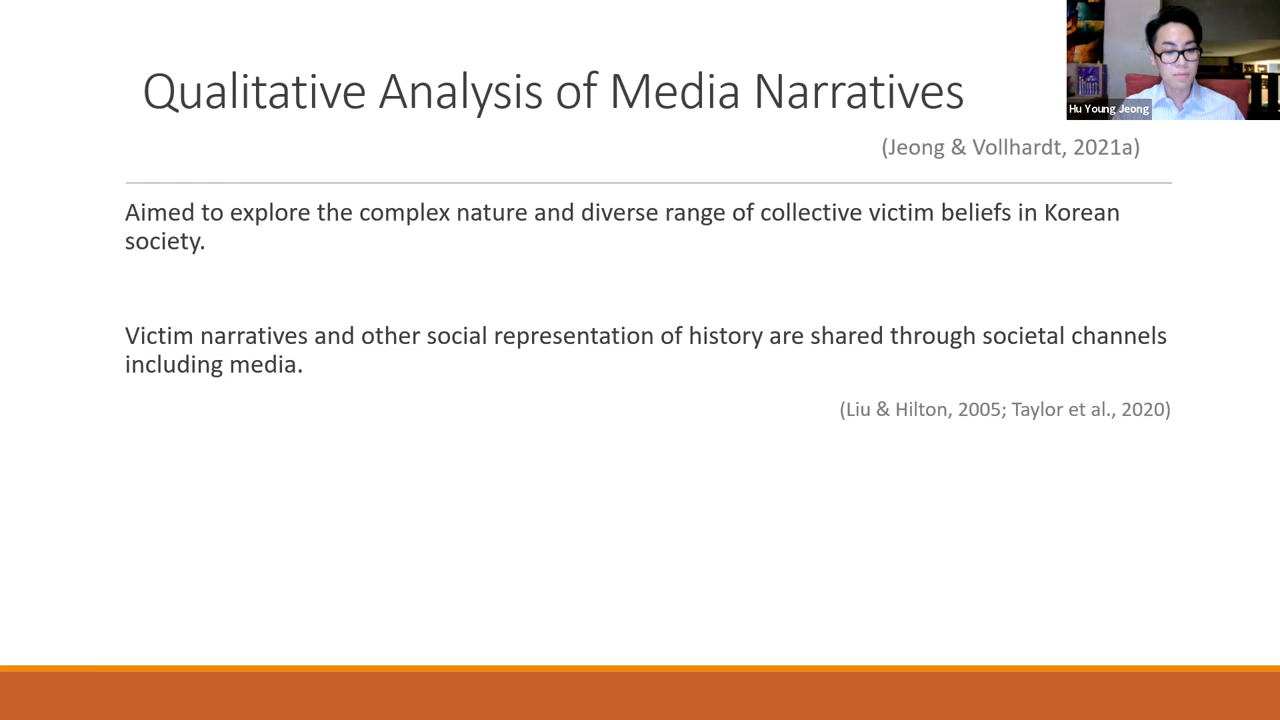 Qualitative Analysis of Media Narratives
Hu Young Jeong
(Jeong & Vollhardt, 2021a)
Aimed to explore the complex nature and diverse range of collective victim beliefs in Korean
society.
Victim narratives and other social representation of history are shared through societal channels
including media.
(Liu & Hilton, 2005; Taylor et al., 2020)